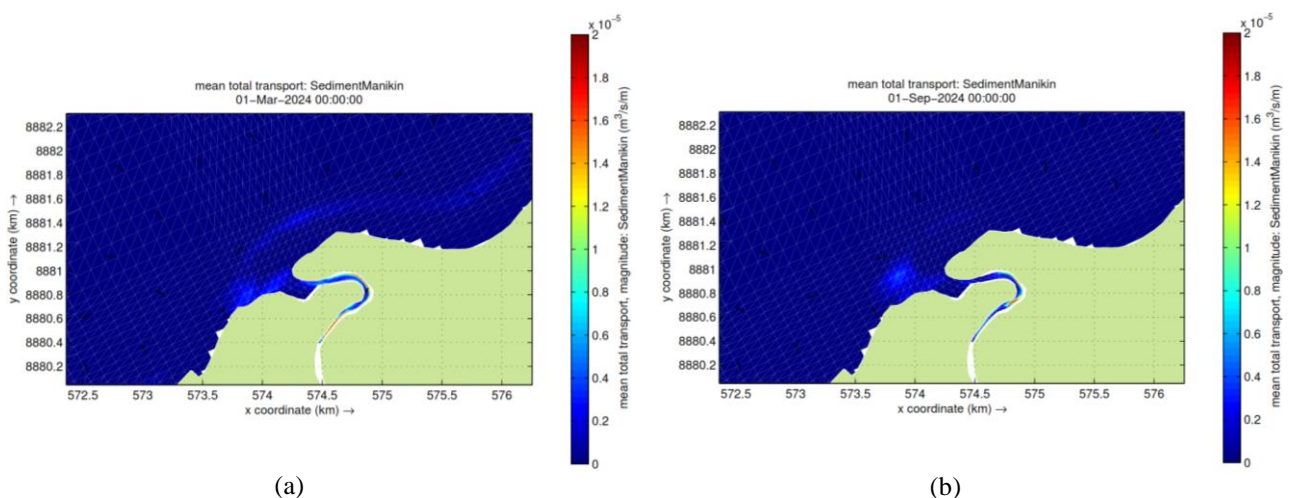 x 10⁻⁵
mean total transport: SedimentManikin
01-Mar-2024 00:00:00
8882.2
8882
8881.8
8881.6
8881.4
8881.2
8881
8880.8
8880.6
8880.4
8880.2
y coordinate (km) →
572.5 573 573.5 574 574.5 575 575.5 576
x coordinate (km) →
2
1.8
1.6
1.4
1.2
1
0.8
0.6
0.4
0.2
0
mean total transport, magnitude: SedimentManikin (m³/s/m)
(a)
x 10⁻⁵
mean total transport: SedimentManikin
01-Sep-2024 00:00:00
8882.2
8882
8881.8
8881.6
8881.4
8881.2
8881
8880.8
8880.6
8880.4
8880.2
y coordinate (km) →
572.5 573 573.5 574 574.5 575 575.5 576
x coordinate (km) →
2
1.8
1.6
1.4
1.2
1
0.8
0.6
0.4
0.2
0
mean total transport, magnitude: SedimentManikin (m³/s/m)
(b)